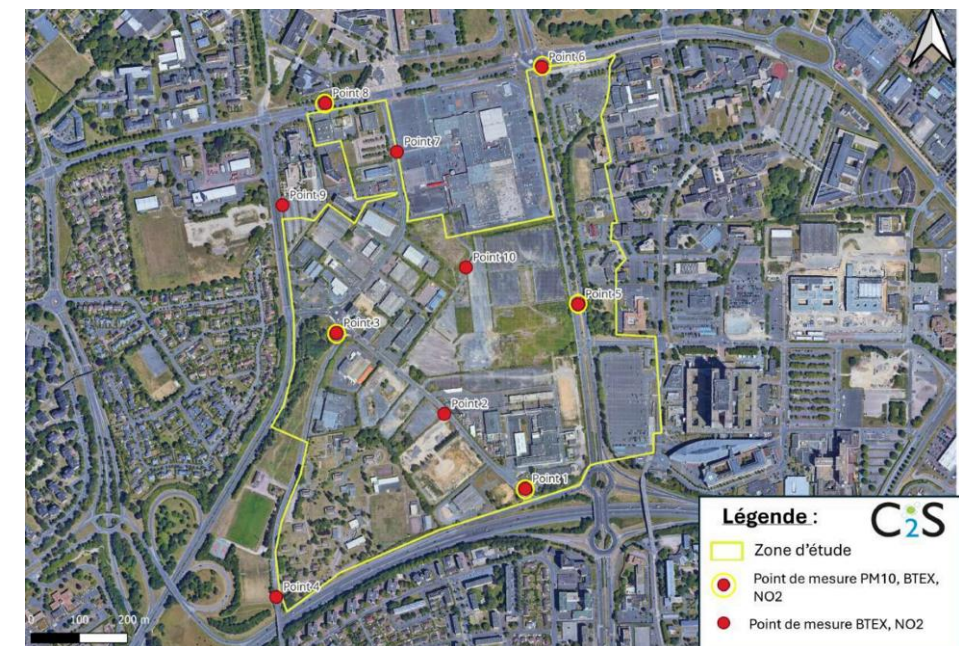 Point 6
Point 8
Point 7
Point 9
Point 10
Point 5
Point 3
Point 2
Point 1
Point 4
0 100 200 m
Légende :
C2S
Zone d'étude
Point de mesure PM10, BTEX,
NO2
Point de mesure BTEX, NO2